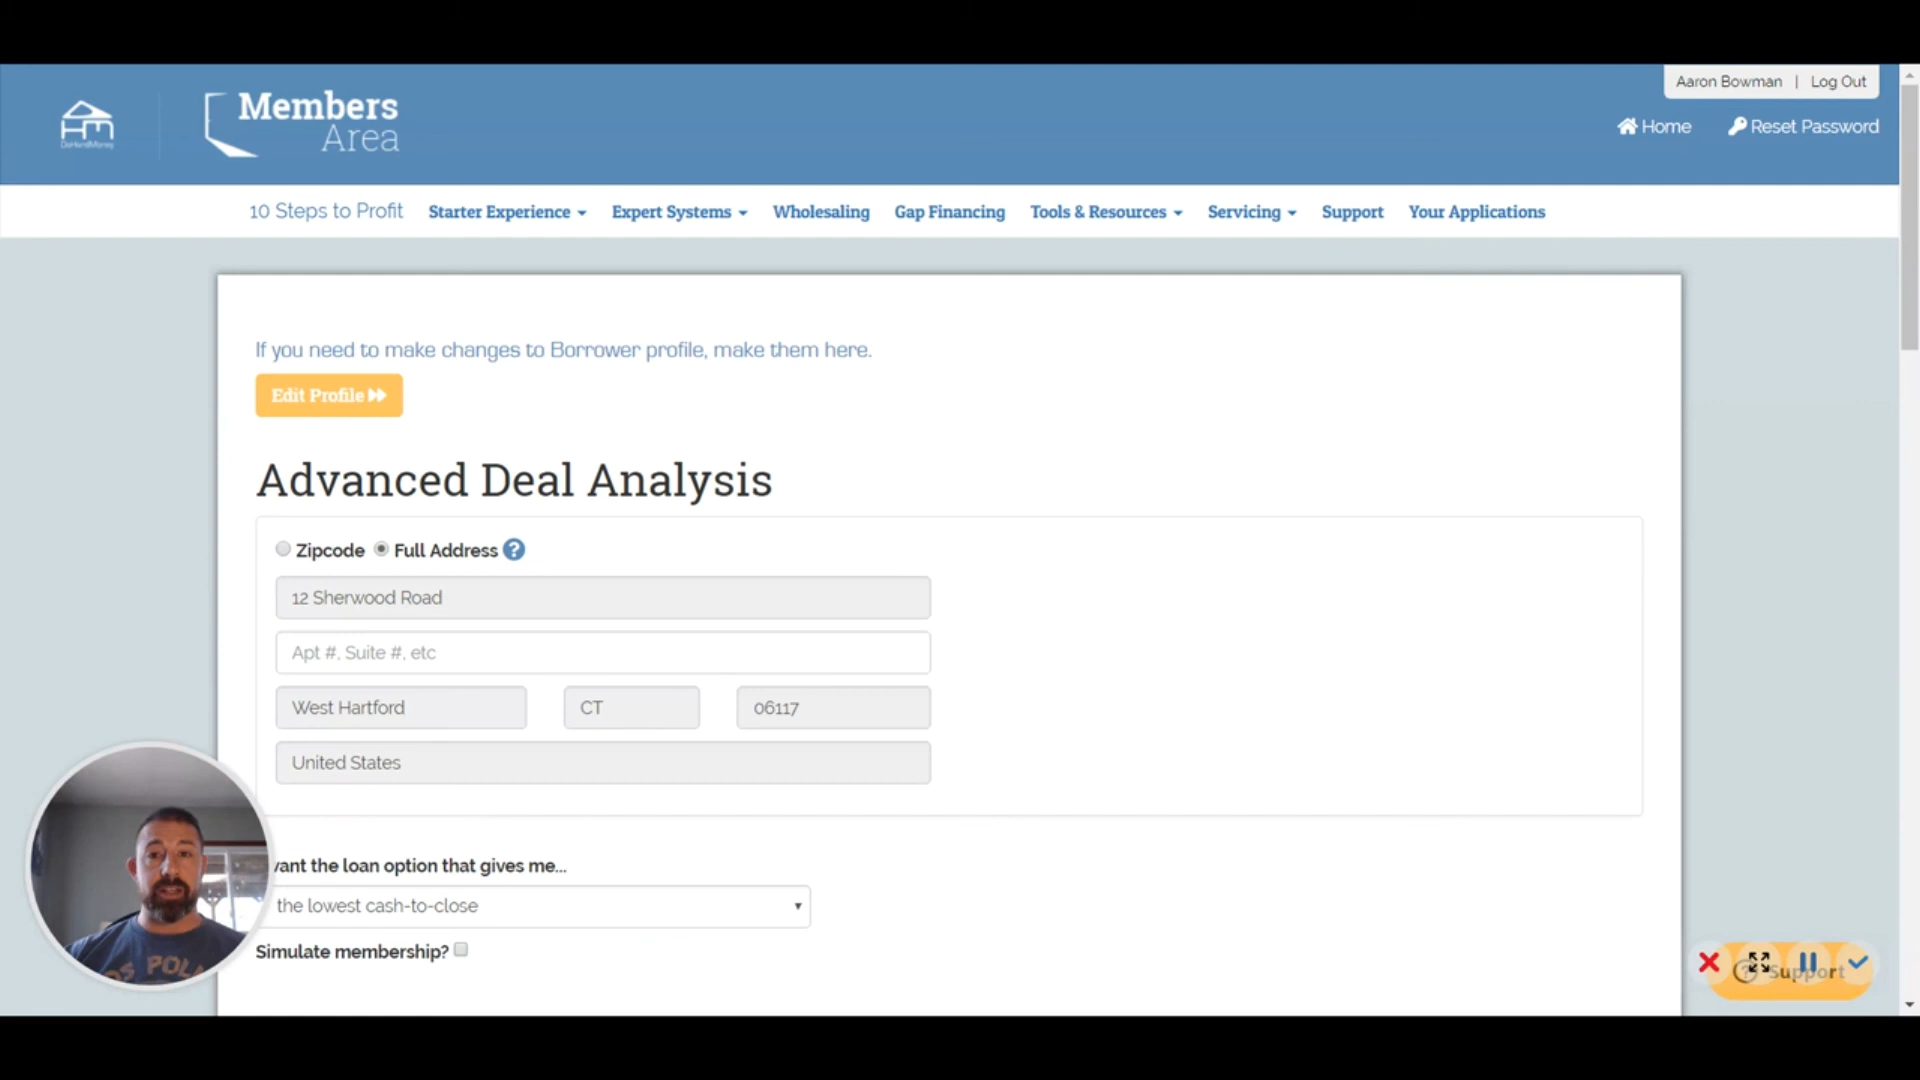 Aaron Bowman | Log Out
Members
Area
Home
Reset Password
10 Steps to Profit
Starter Experience
Expert Systems
Wholesaling
Gap Financing
Tools & Resources
Servicing
Support
Your Applications
If you need to make changes to Borrower profile, make them here.
Edit Profile
Advanced Deal Analysis
Zipcode
Full Address
?
12 Sherwood Road
Apt #, Suite #, etc
West Hartford
CT
06117
United States
ant the loan option that gives me...
the lowest cash-to-close
Simulate membership?
Support